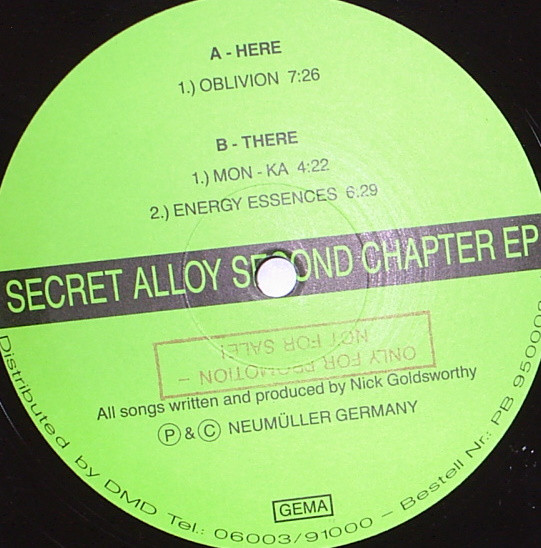 A - HERE
1.) OBLIVION 7:26
B - THERE
1.) MON - KA 4:22
2.) ENERGY ESSENCES 6.29
SECRET ALLOY SECOND CHAPTER EP
ONLY FOR PROMOTION –
NOT FOR SALE!
All songs written and produced by Nick Goldsworthy
Ⓟ & Ⓒ NEUMÜLLER GERMANY
GEMA
Distributed by DMD Tel.: 06003/91000 – Bestell Nr.: PB